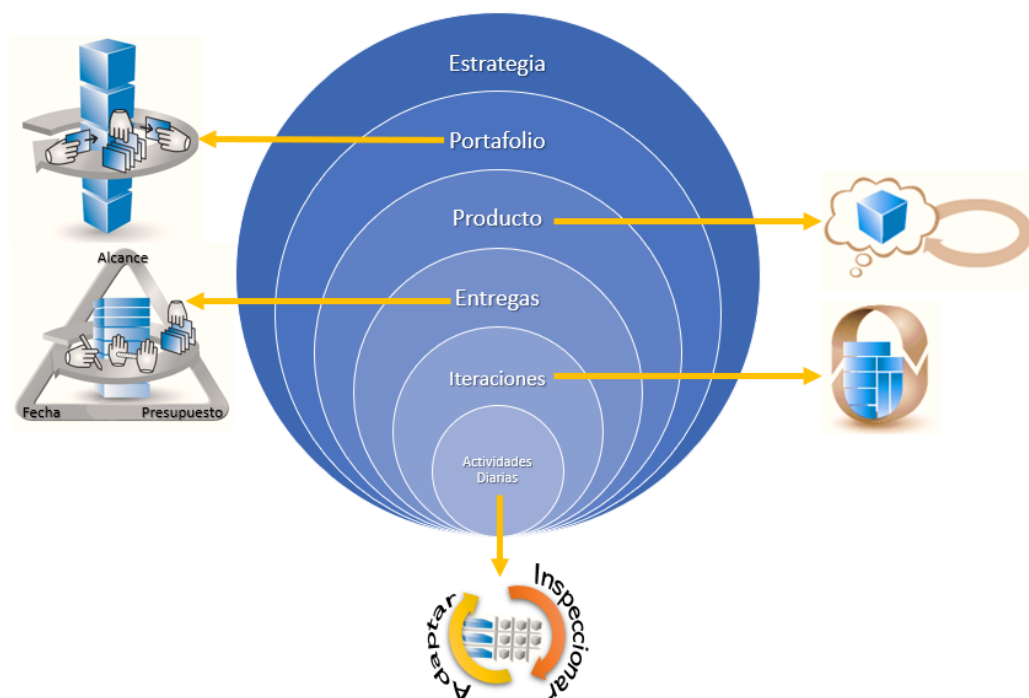 Estrategia
Portafolio
Producto
Alcance
Entregas
Iteraciones
Fecha
Presupuesto
Actividades
Diarias
Adaptar
Inspeccionar